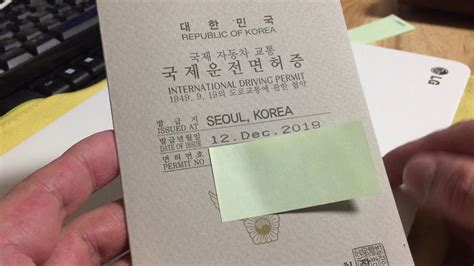 대 한 민 국
REPUBLIC OF KOREA
국제 자동차 교통
국제운전면허증
INTERNATIONAL DRIVING PERMIT
1949. 9. 19의 도로교통에 관한 협약
발 급 지
ISSUED AT SEOUL, KOREA
발급년월일 12.Dec.2019
DATE OF ISSUE
면 허 번 호
PERMIT NO
LG